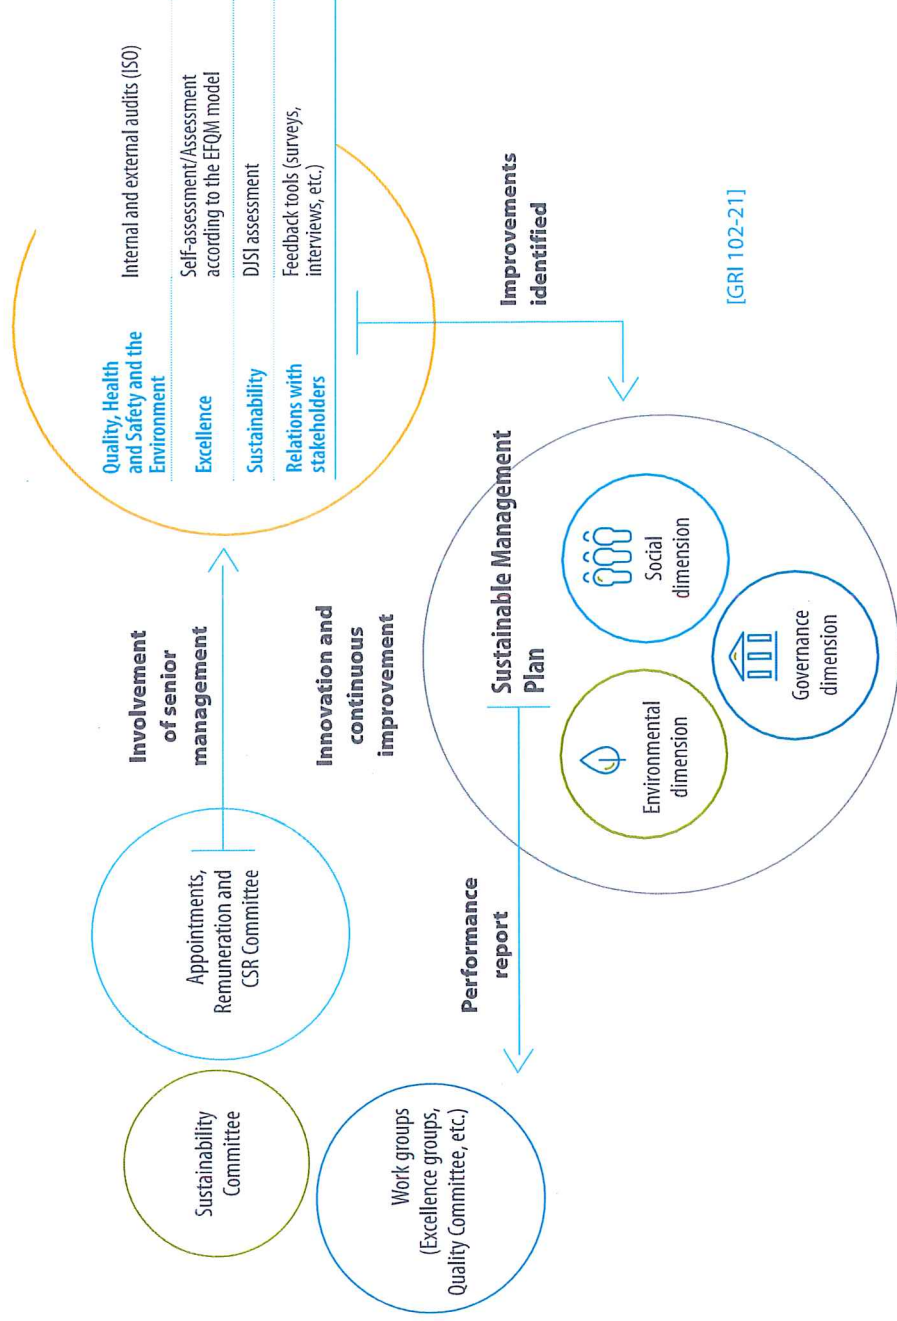 Sustainability
Committee
Appointments,
Remuneration and
CSR Committee
Work groups
(Excellence groups,
Quality Committee, etc.)
Involvement
of senior
management
Innovation and
continuous
improvement
Quality, Health
and Safety and the
Environment
Internal and external audits (ISO)
Excellence
Self-assessment/Assessment
according to the EFQM model
Sustainability
DJSI assessment
Relations with
stakeholders
Feedback tools (surveys,
interviews, etc.)
Performance
report
Sustainable Management
Plan
Environmental
dimension
Social
dimension
Governance
dimension
Improvements
identified
[GRI 102-21]